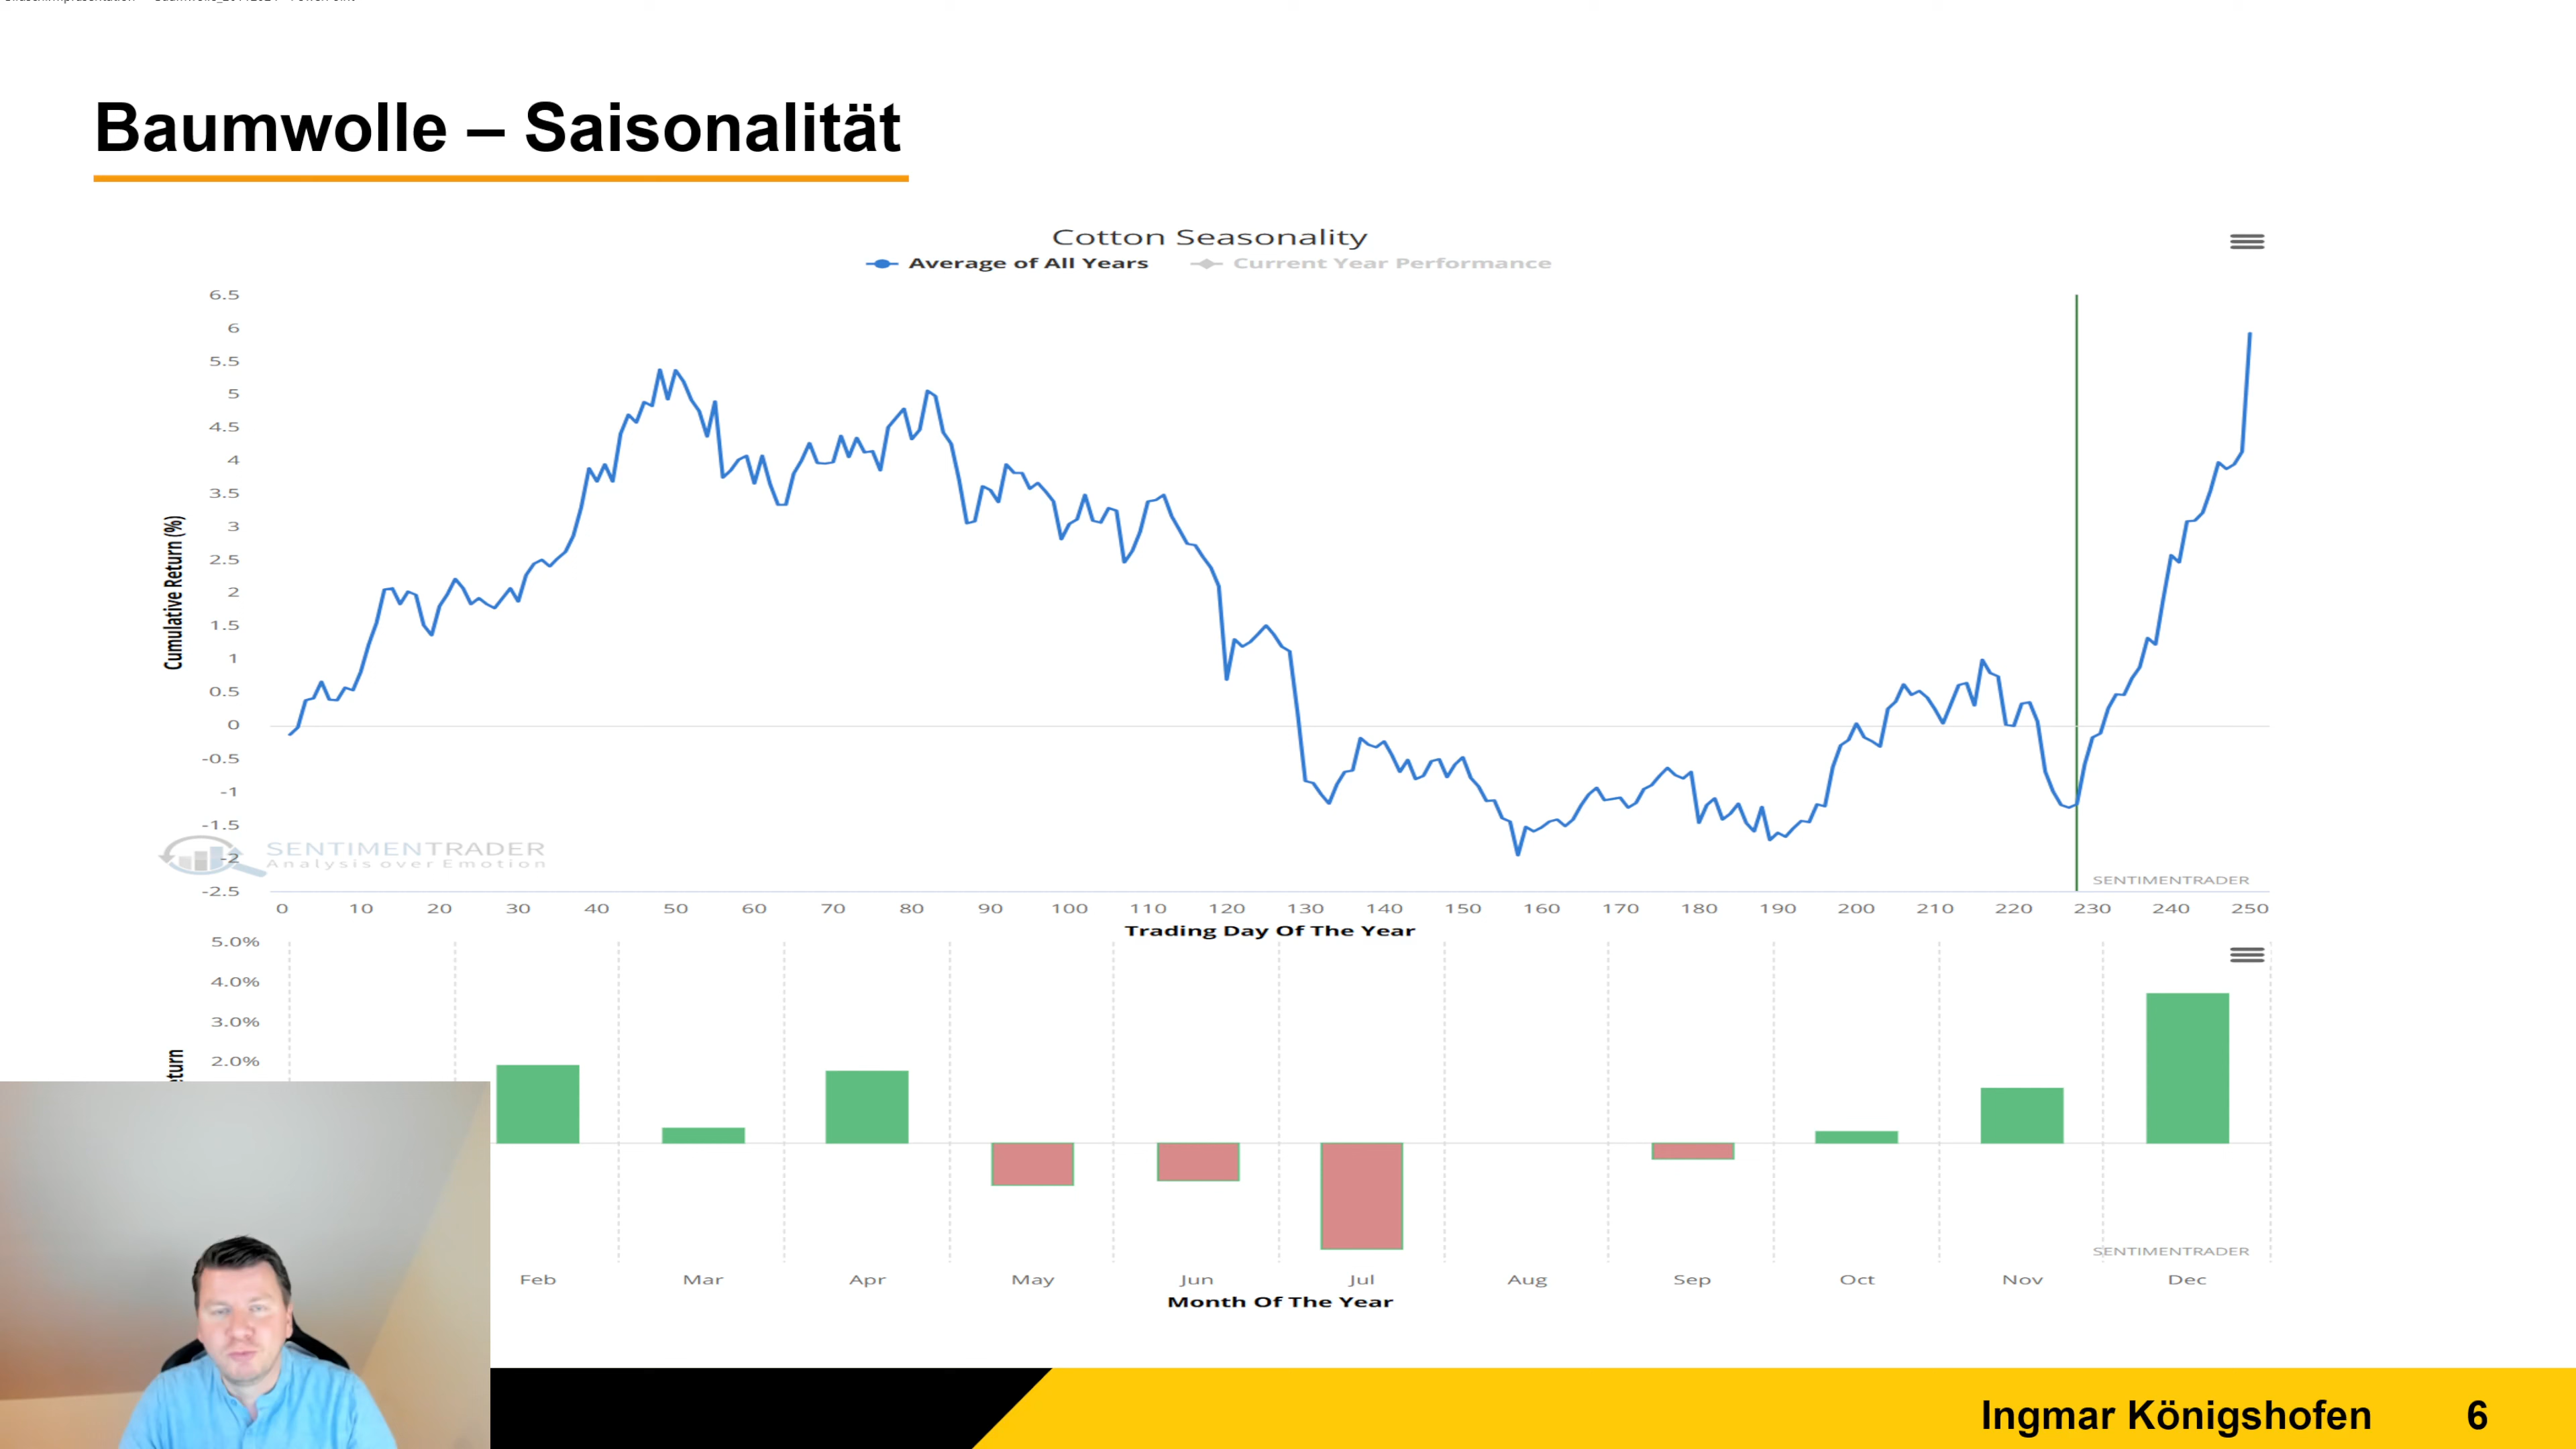 Baumwolle – Saisonalität
Cotton Seasonality
Average of All Years Current Year Performance
6.5
6
5.5
5
4.5
4
3.5
3
2.5
2
1.5
1
0.5
0
-0.5
-1
-1.5
-2
-2.5
Cumulative Return (%)
SENTIMENTRADER
Analysis over Emotion
SENTIMENTRADER
0 10 20 30 40 50 60 70 80 90 100 110 120 130 140 150 160 170 180 190 200 210 220 230 240 250
Trading Day Of The Year
5.0%
4.0%
3.0%
2.0%
SENTIMENTRADER
Feb Mar Apr May Jun Jul Aug Sep Oct Nov Dec
Month Of The Year
Ingmar Königshofen 6